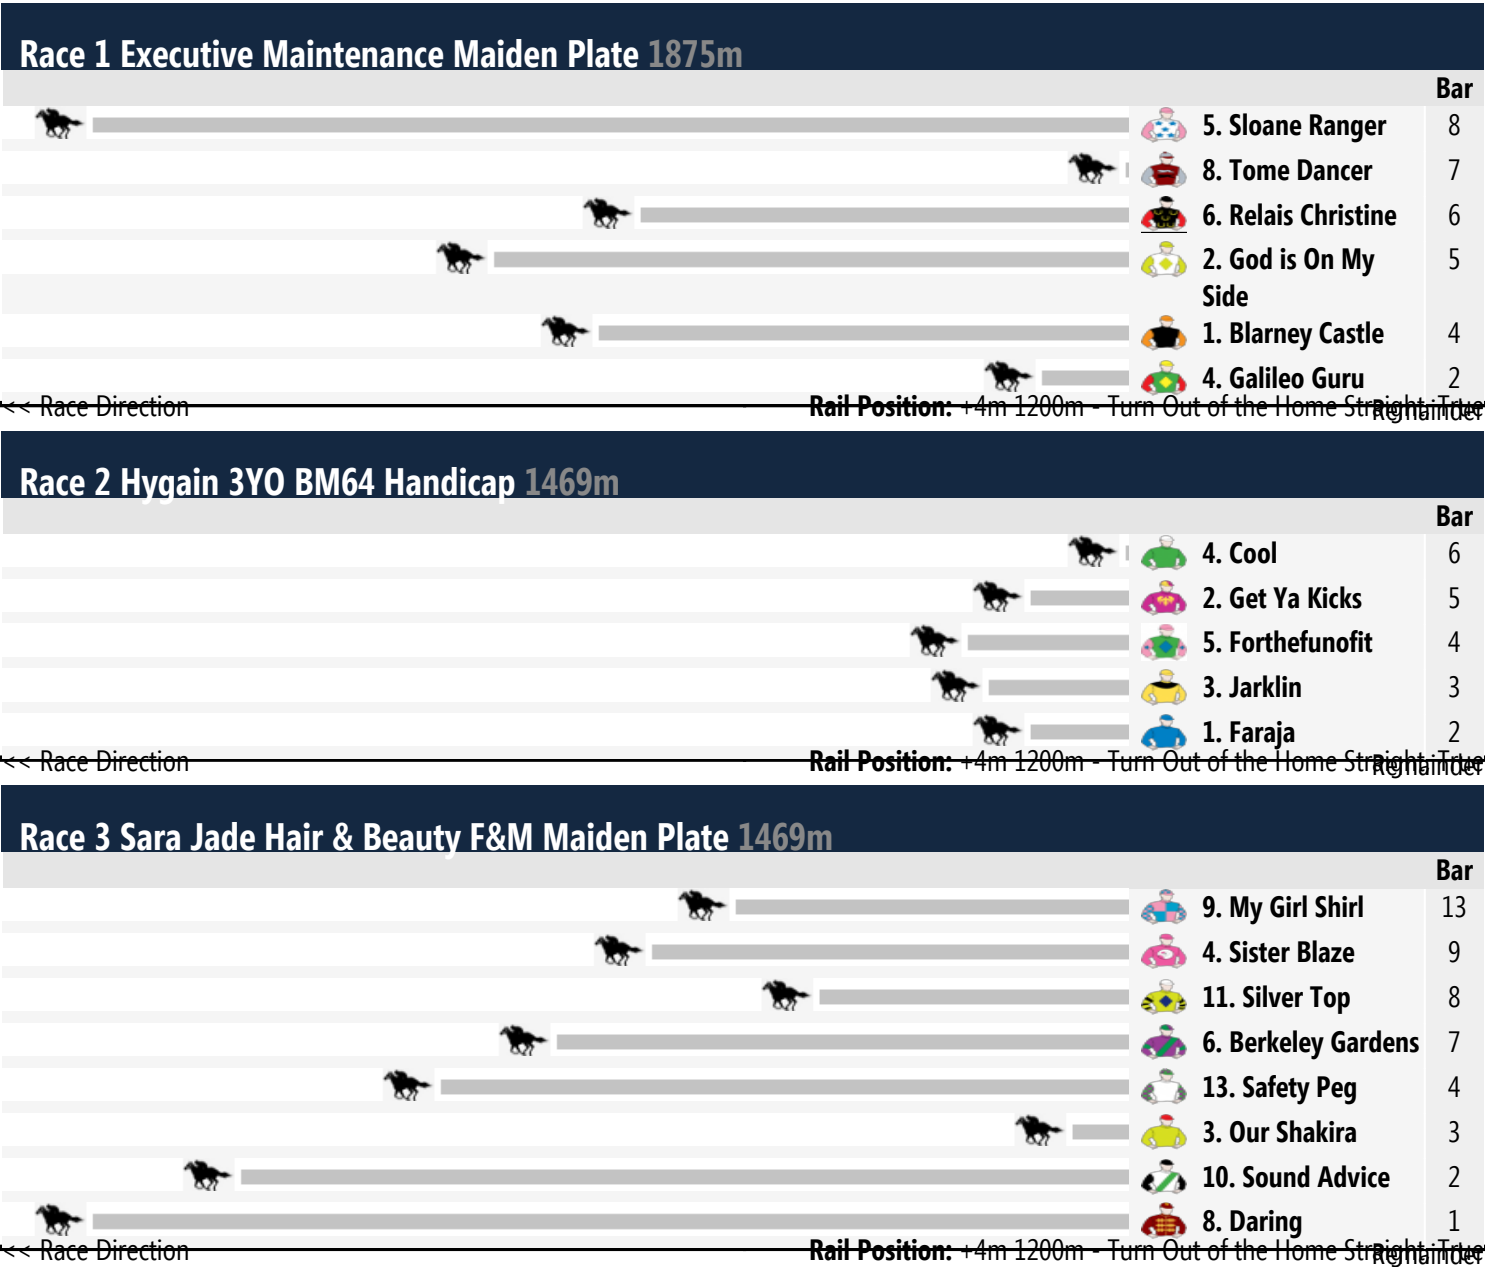 Race 1 Executive Maintenance Maiden Plate 1875m
Bar
5. Sloane Ranger 8
8. Tome Dancer 7
6. Relais Christine 6
2. God is On My 5
Side
1. Blarney Castle 4
4. Galileo Guru 2
<< Race Direction Rail Position: +4m 1200m - Turn Out of the Home Straight, True
Remainder
Race 2 Hygain 3YO BM64 Handicap 1469m
Bar
4. Cool 6
2. Get Ya Kicks 5
5. Forthefunofit 4
3. Jarklin 3
1. Faraja 2
<< Race Direction Rail Position: +4m 1200m - Turn Out of the Home Straight, True
Remainder
Race 3 Sara Jade Hair & Beauty F&M Maiden Plate 1469m
Bar
9. My Girl Shirl 13
4. Sister Blaze 9
11. Silver Top 8
6. Berkeley Gardens 7
13. Safety Peg 4
3. Our Shakira 3
10. Sound Advice 2
8. Daring 1
<< Race Direction Rail Position: +4m 1200m - Turn Out of the Home Straight, True
Remainder